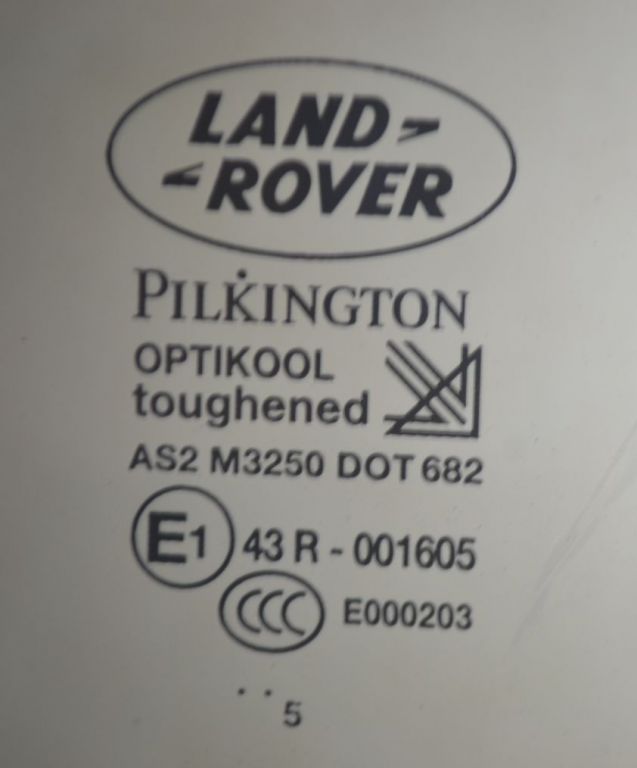 LAND
ROVER
PILKINGTON
OPTIKOOL
toughened
AS2 M3250 DOT 682
E1 43 R - 001605
CCC E000203
.. 5